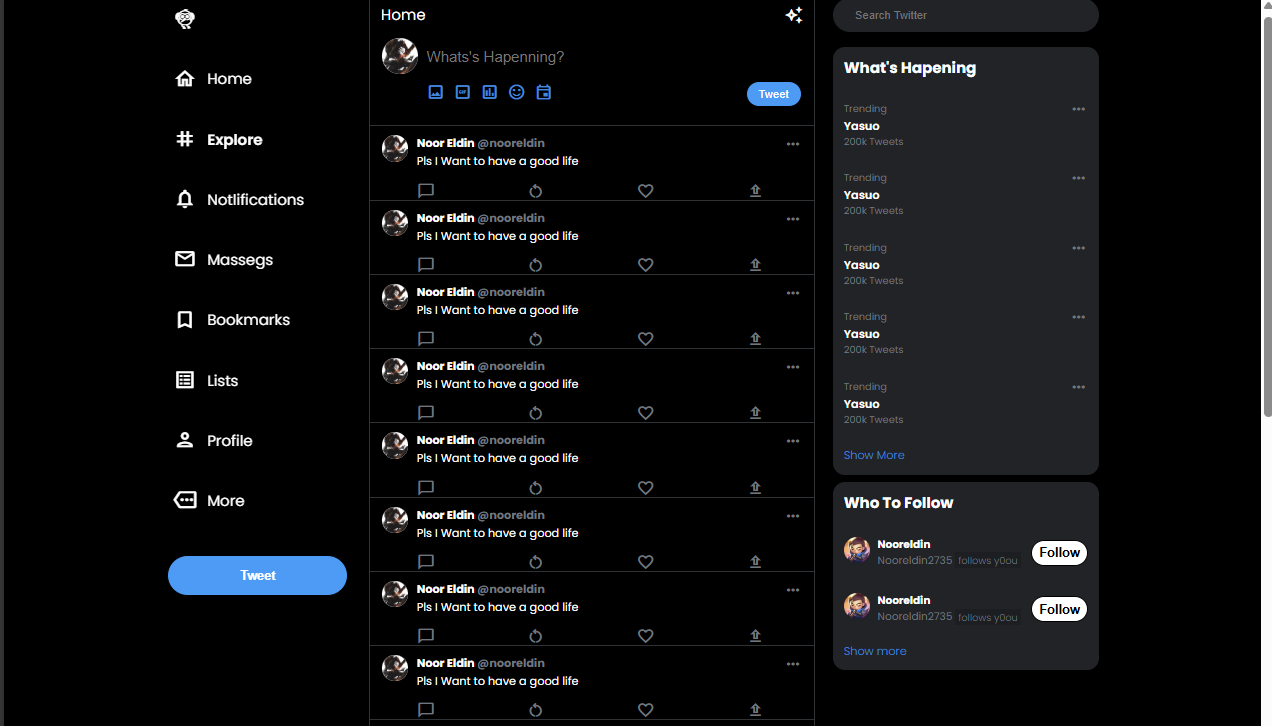 Home
Explore
Notlifications
Massegs
Bookmarks
Lists
Profile
More
Tweet
Home
Whats's Hapenning?
GIF
Tweet
Noor Eldin @nooreldin
Pls I Want to have a good life
Noor Eldin @nooreldin
Pls I Want to have a good life
Noor Eldin @nooreldin
Pls I Want to have a good life
Noor Eldin @nooreldin
Pls I Want to have a good life
Noor Eldin @nooreldin
Pls I Want to have a good life
Noor Eldin @nooreldin
Pls I Want to have a good life
Noor Eldin @nooreldin
Pls I Want to have a good life
Noor Eldin @nooreldin
Pls I Want to have a good life
Search Twitter
What's Hapening
Trending
Yasuo
200k Tweets
Trending
Yasuo
200k Tweets
Trending
Yasuo
200k Tweets
Trending
Yasuo
200k Tweets
Trending
Yasuo
200k Tweets
Show More
Who To Follow
Nooreldin
Nooreldin2735 follows y0ou
Follow
Nooreldin
Nooreldin2735 follows y0ou
Follow
Show more